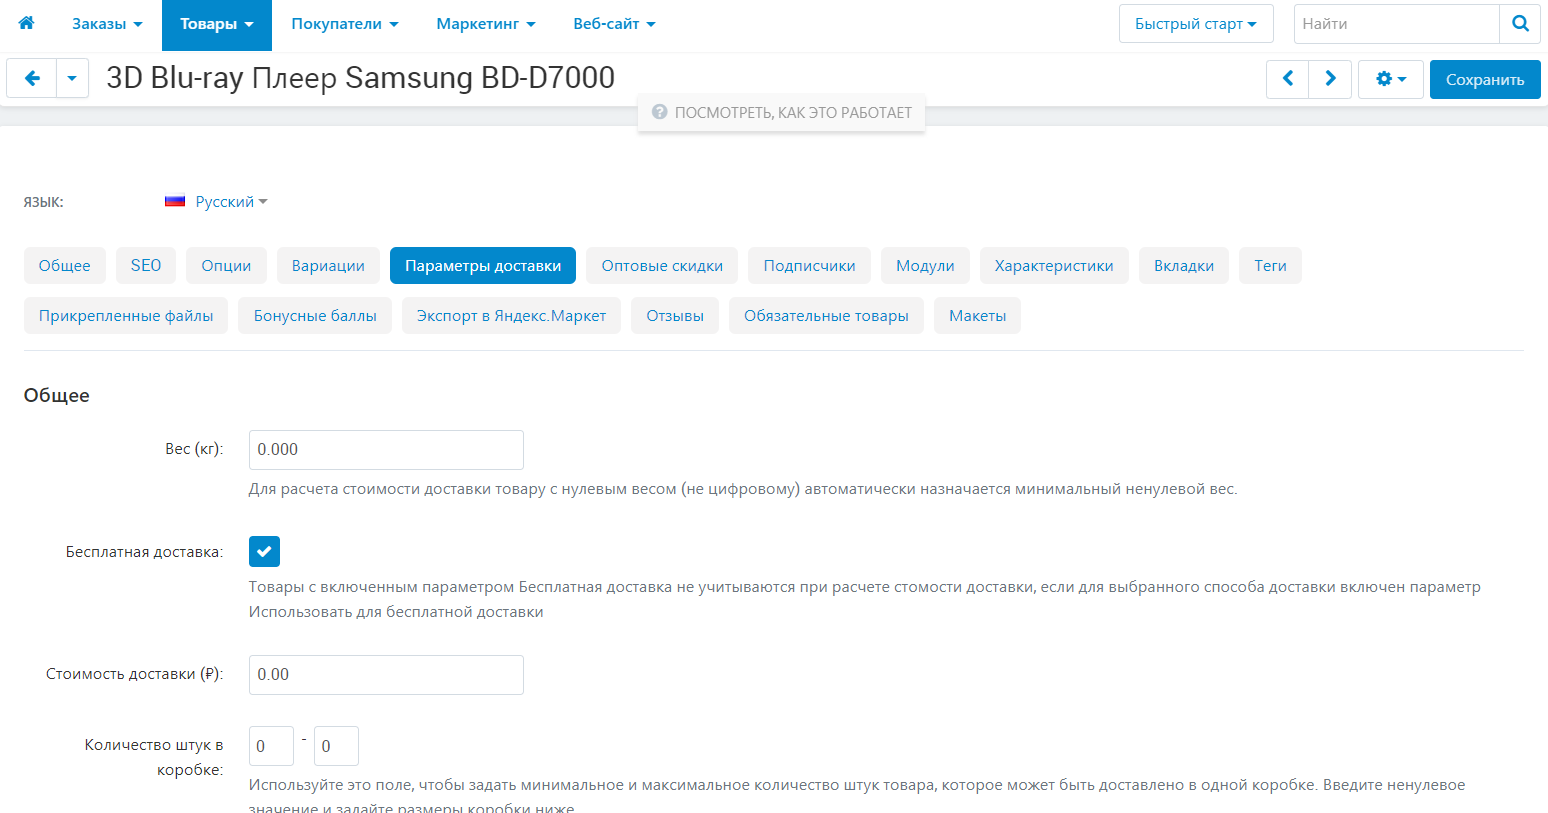 Заказы Товары Покупатели Маркетинг Веб-сайт Быстрый старт Найти
3D Blu-ray Плеер Samsung BD-D7000 Сохранить
ПОСМОТРЕТЬ, КАК ЭТО РАБОТАЕТ
ЯЗЫК: Русский
Общее SEO Опции Вариации Параметры доставки Оптовые скидки Подписчики Модули Характеристики Вкладки Теги
Прикрепленные файлы Бонусные баллы Экспорт в Яндекс.Маркет Отзывы Обязательные товары Макеты
Общее
Вес (кг): 0.000
Для расчета стоимости доставки товару с нулевым весом (не цифровому) автоматически назначается минимальный ненулевой вес.
Бесплатная доставка:
Товары с включенным параметром Бесплатная доставка не учитываются при расчете стомости доставки, если для выбранного способа доставки включен параметр
Использовать для бесплатной доставки
Стоимость доставки (₽): 0.00
Количество штук в
коробке:
0 - 0
Используйте это поле, чтобы задать минимальное и максимальное количество штук товара, которое может быть доставлено в одной коробке. Введите ненулевое
значение и задайте размеры коробки ниже.